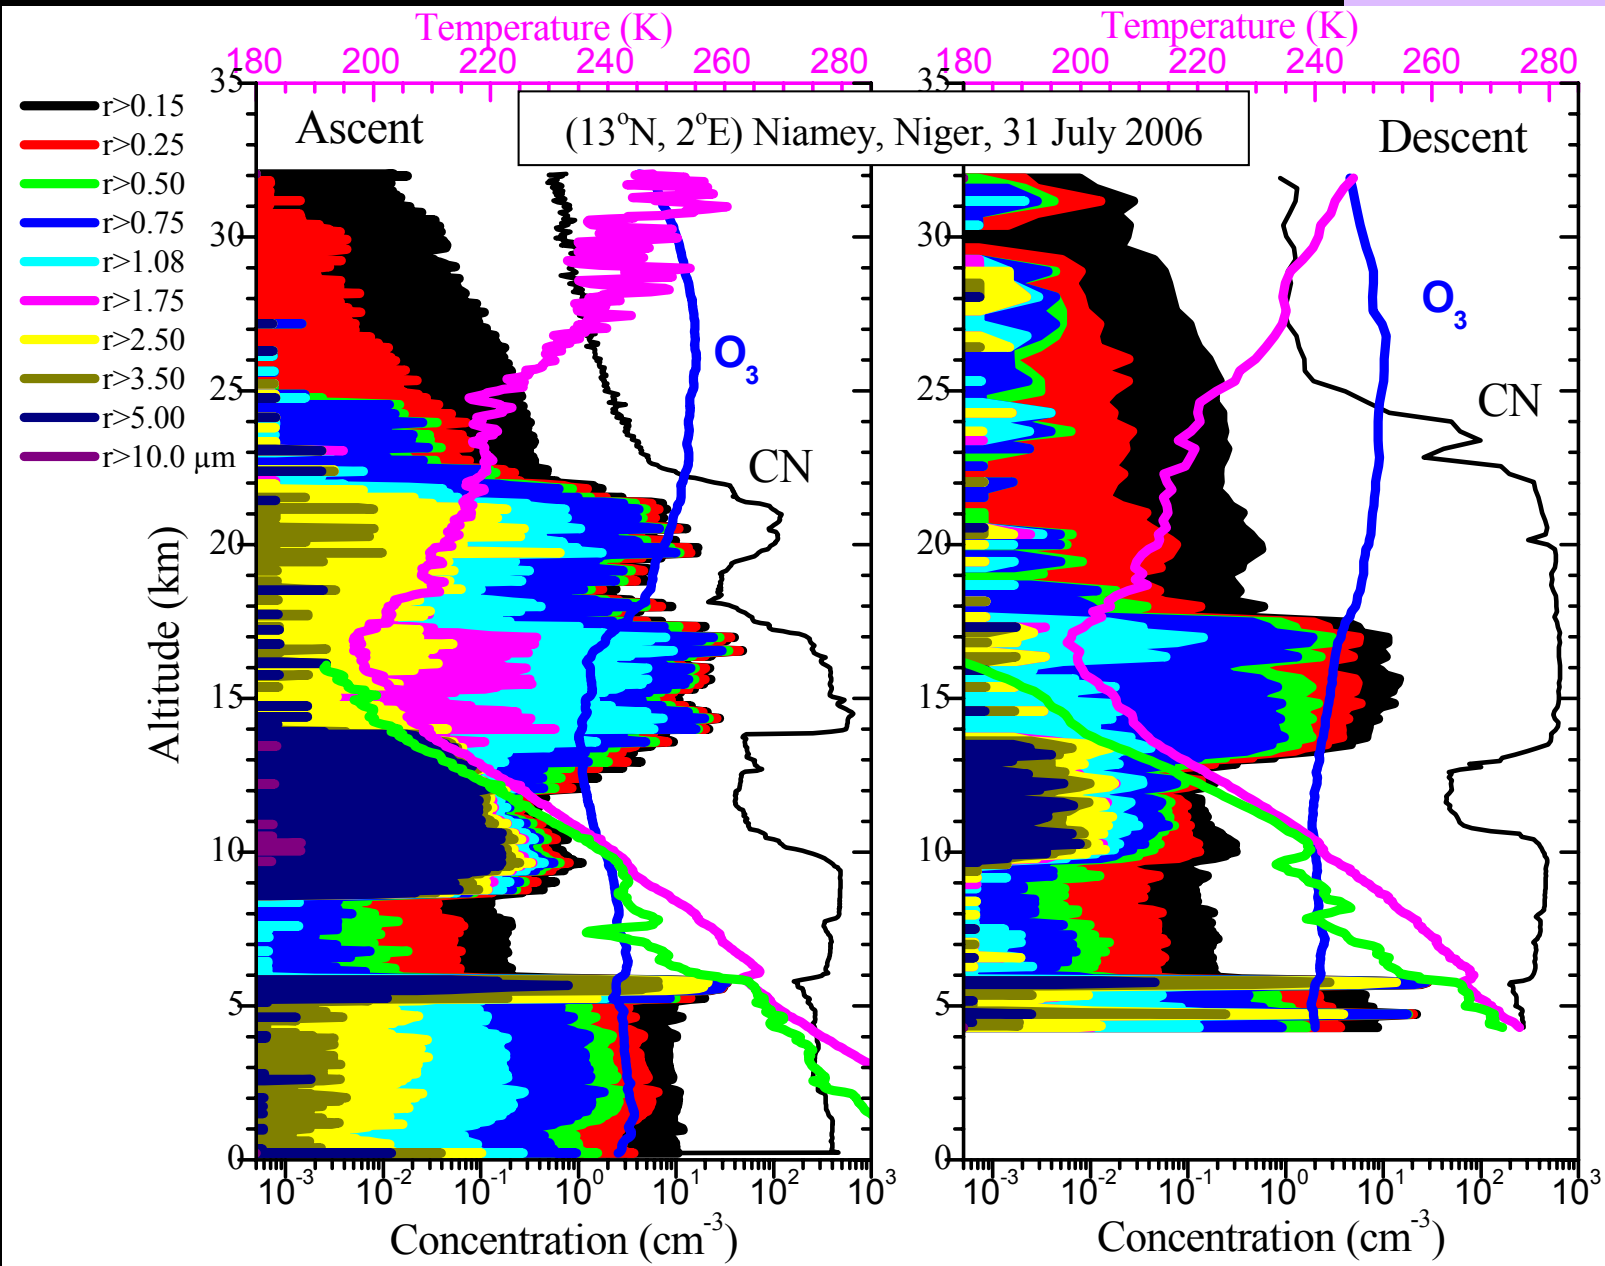 Temperature (K)
180 200 220 240 260 280
Temperature (K)
180 200 220 240 260 280
35
30
25
20
15
10
5
0
35
30
25
20
15
10
5
0
r>0.15
r>0.25
r>0.50
r>0.75
r>1.08
r>1.75
r>2.50
r>3.50
r>5.00
r>10.0 μm
Ascent
(13°N, 2°E) Niamey, Niger, 31 July 2006
Descent
O₃
CN
O₃
CN
Altitude (km)
10⁻³ 10⁻² 10⁻¹ 10⁰ 10¹ 10² 10³
Concentration (cm⁻³)
10⁻³ 10⁻² 10⁻¹ 10⁰ 10¹ 10² 10³
Concentration (cm⁻³)